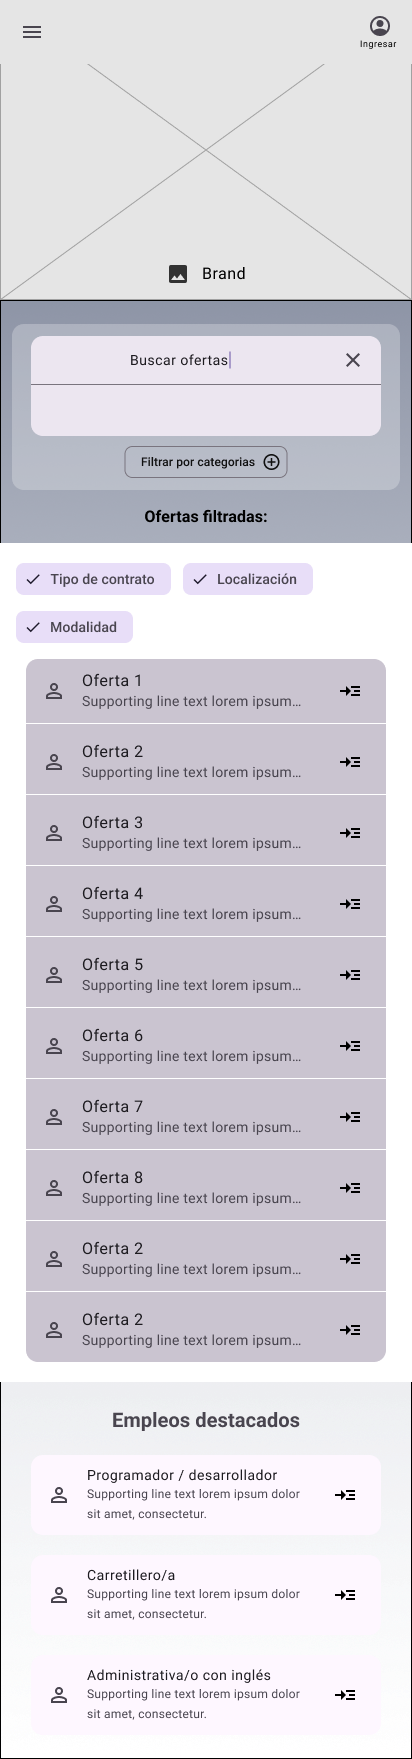 Ingresar
Brand
Buscar ofertas
Filtrar por categorias
Ofertas filtradas:
Tipo de contrato
Localización
Modalidad
Oferta 1
Supporting line text lorem ipsum...
Oferta 2
Supporting line text lorem ipsum...
Oferta 3
Supporting line text lorem ipsum...
Oferta 4
Supporting line text lorem ipsum...
Oferta 5
Supporting line text lorem ipsum...
Oferta 6
Supporting line text lorem ipsum...
Oferta 7
Supporting line text lorem ipsum...
Oferta 8
Supporting line text lorem ipsum...
Oferta 2
Supporting line text lorem ipsum...
Oferta 2
Supporting line text lorem ipsum...
Empleos destacados
Programador / desarrollador
Supporting line text lorem ipsum dolor
sit amet, consectetur.
Carretillero/a
Supporting line text lorem ipsum dolor
sit amet, consectetur.
Administrativa/o con inglés
Supporting line text lorem ipsum dolor
sit amet, consectetur.